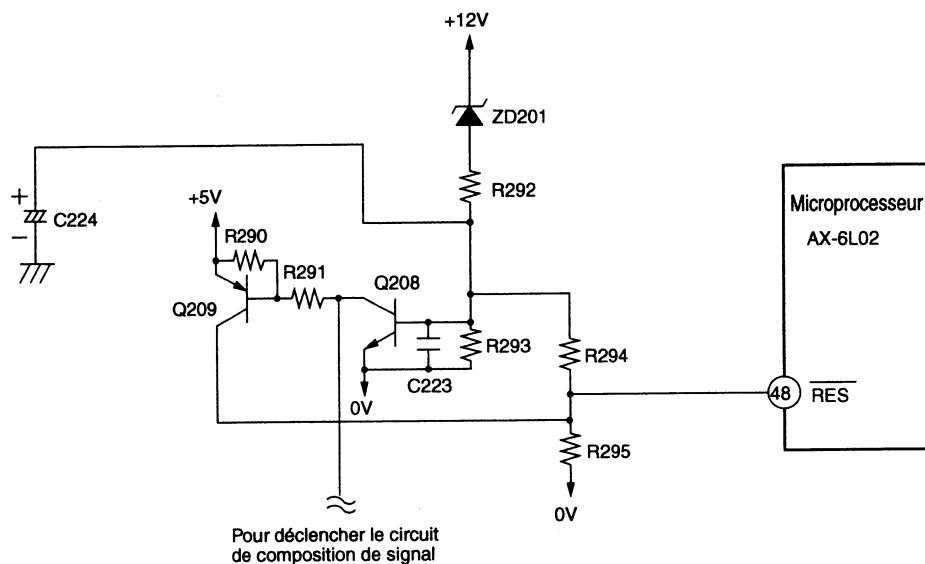 +12V
ZD201
R292
+
C224
−
+5V
R290
R291
Q208
Q209
R293
C223
0V
R294
R295
0V
Microprocesseur
AX-6L02
48
RES
Pour déclencher le circuit
de composition de signal